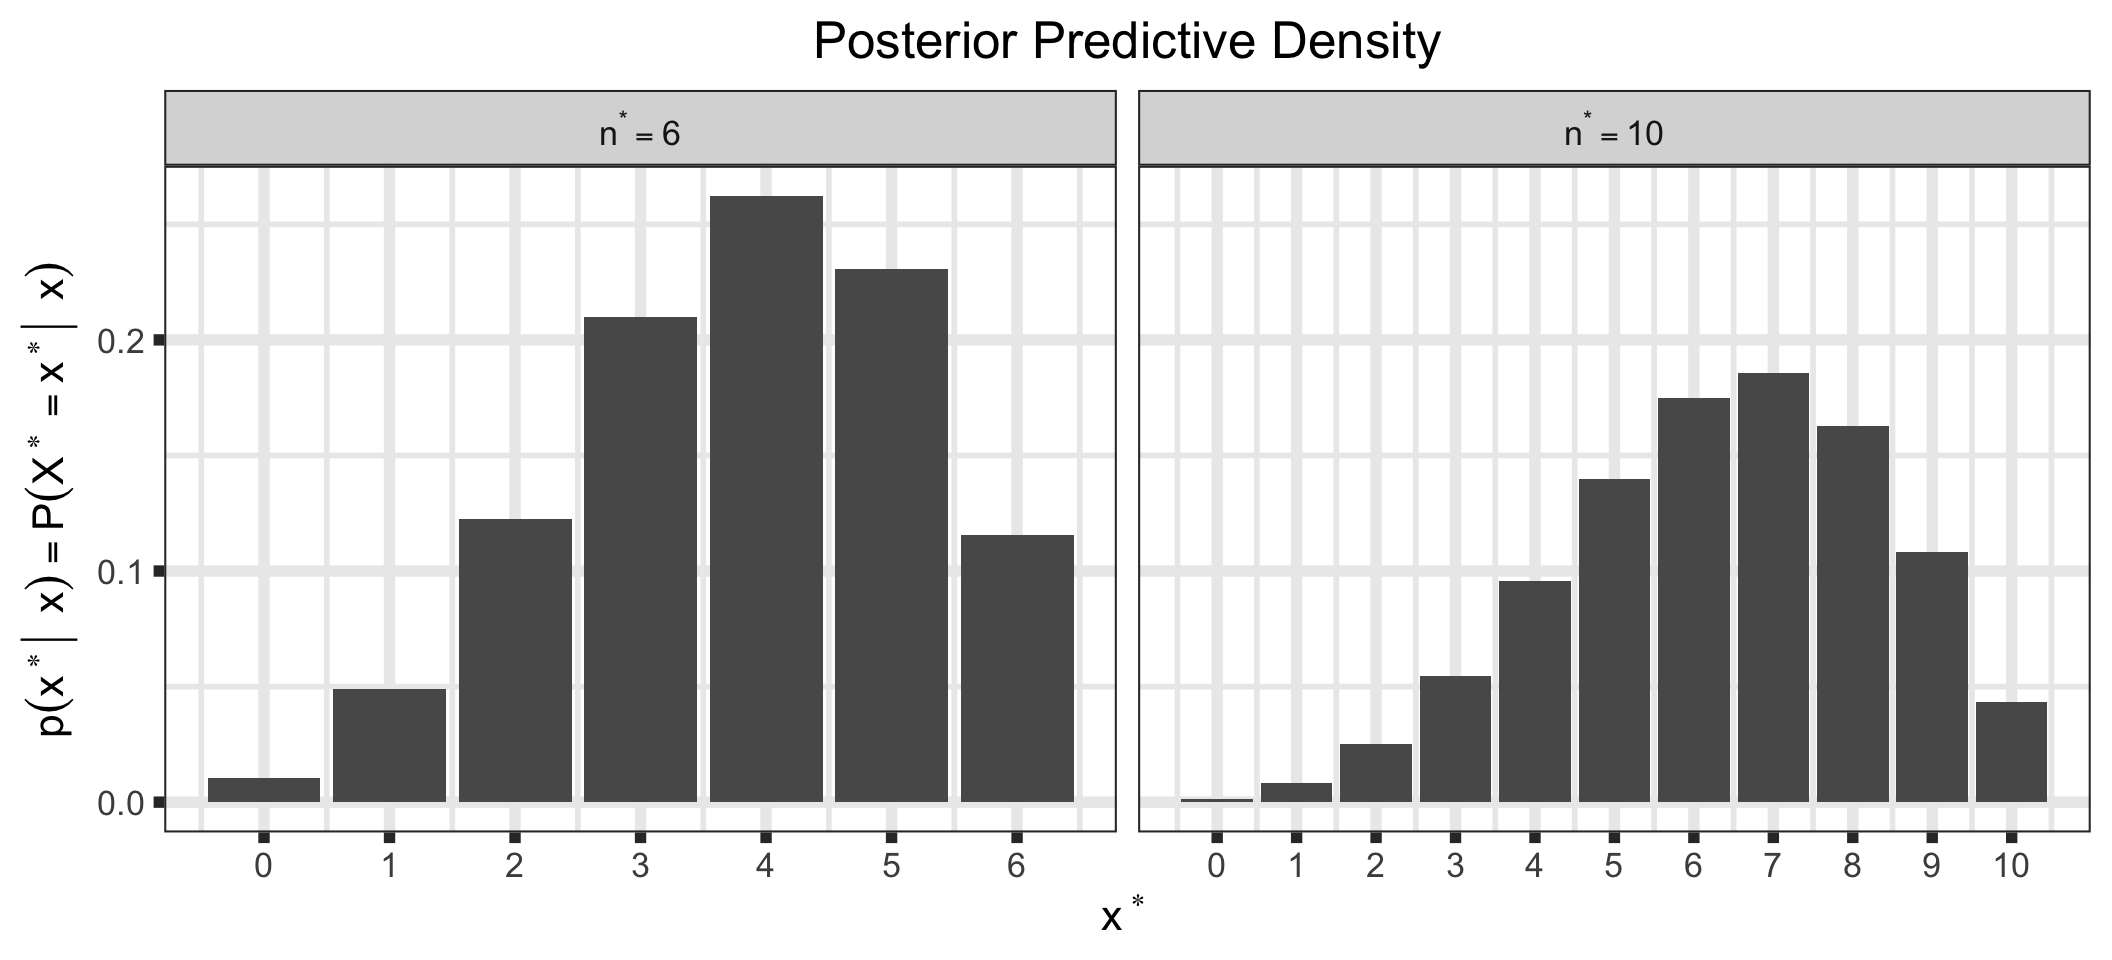 Posterior Predictive Density
n* = 6
n* = 10
p(x* | x) = P(X* = x* | x)
0.2
0.1
0.0
0 1 2 3 4 5 6
0 1 2 3 4 5 6 7 8 9 10
x*